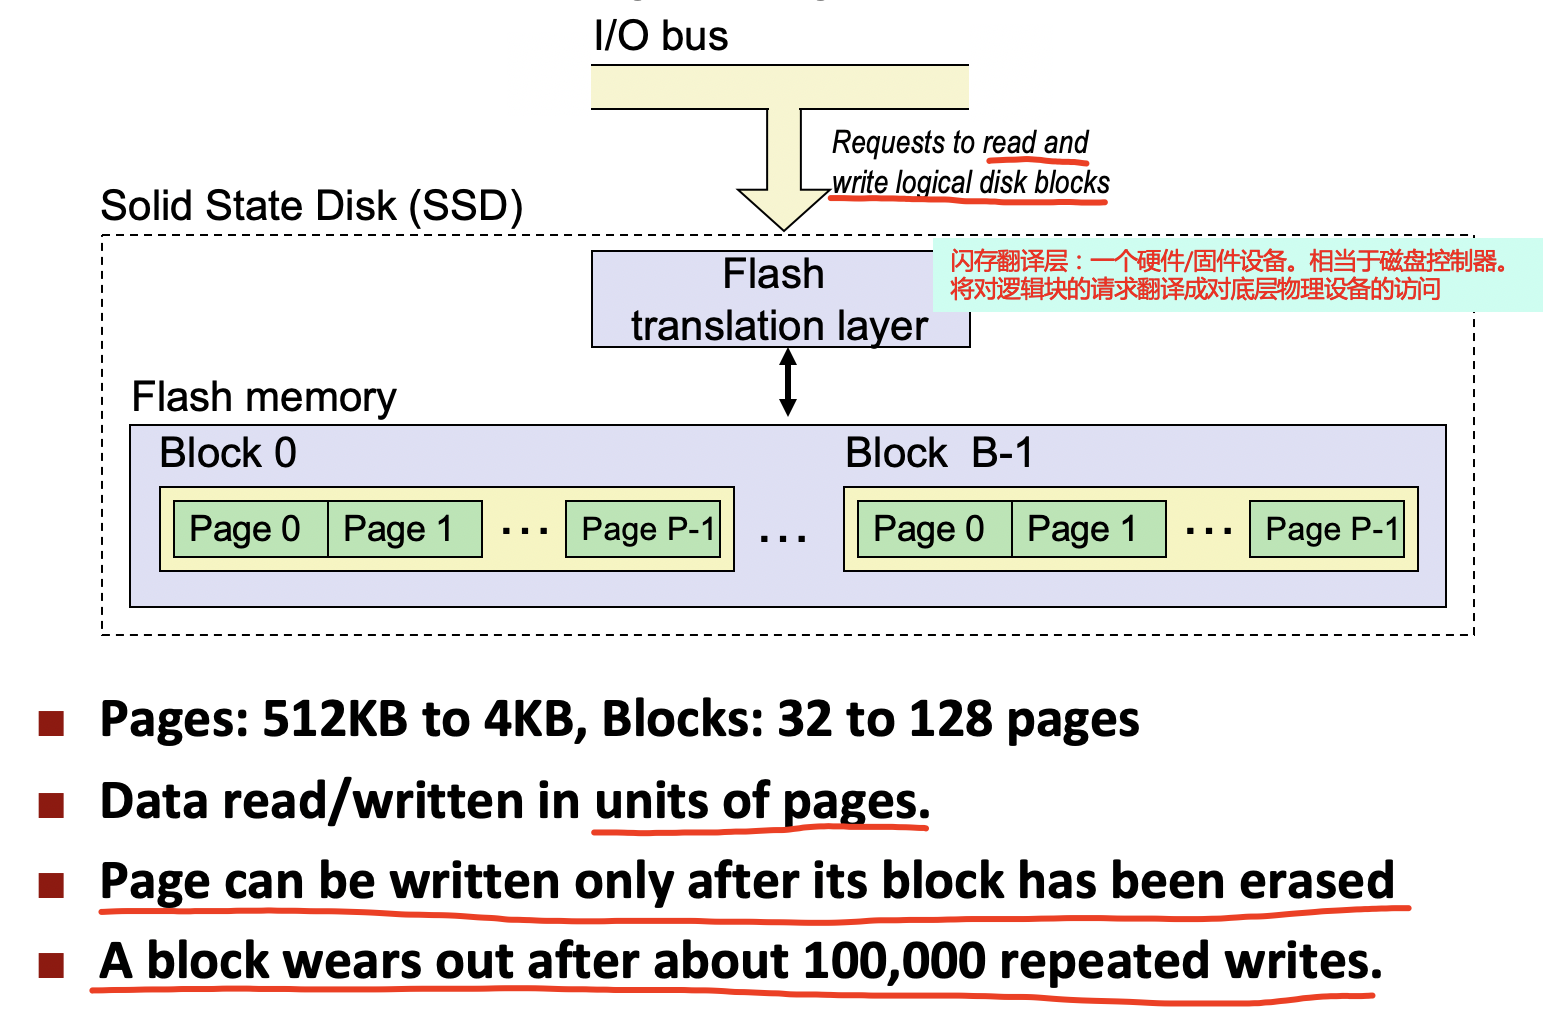 I/O bus
Requests to read and
write logical disk blocks
Solid State Disk (SSD)
Flash
translation layer
闪存翻译层：一个硬件/固件设备。相当于磁盘控制器。
将对逻辑块的请求翻译成对底层物理设备的访问
Flash memory
Block 0
Block B-1
Page 0 Page 1 ... Page P-1 ... Page 0 Page 1 ... Page P-1
Pages: 512KB to 4KB, Blocks: 32 to 128 pages
Data read/written in units of pages.
Page can be written only after its block has been erased
A block wears out after about 100,000 repeated writes.